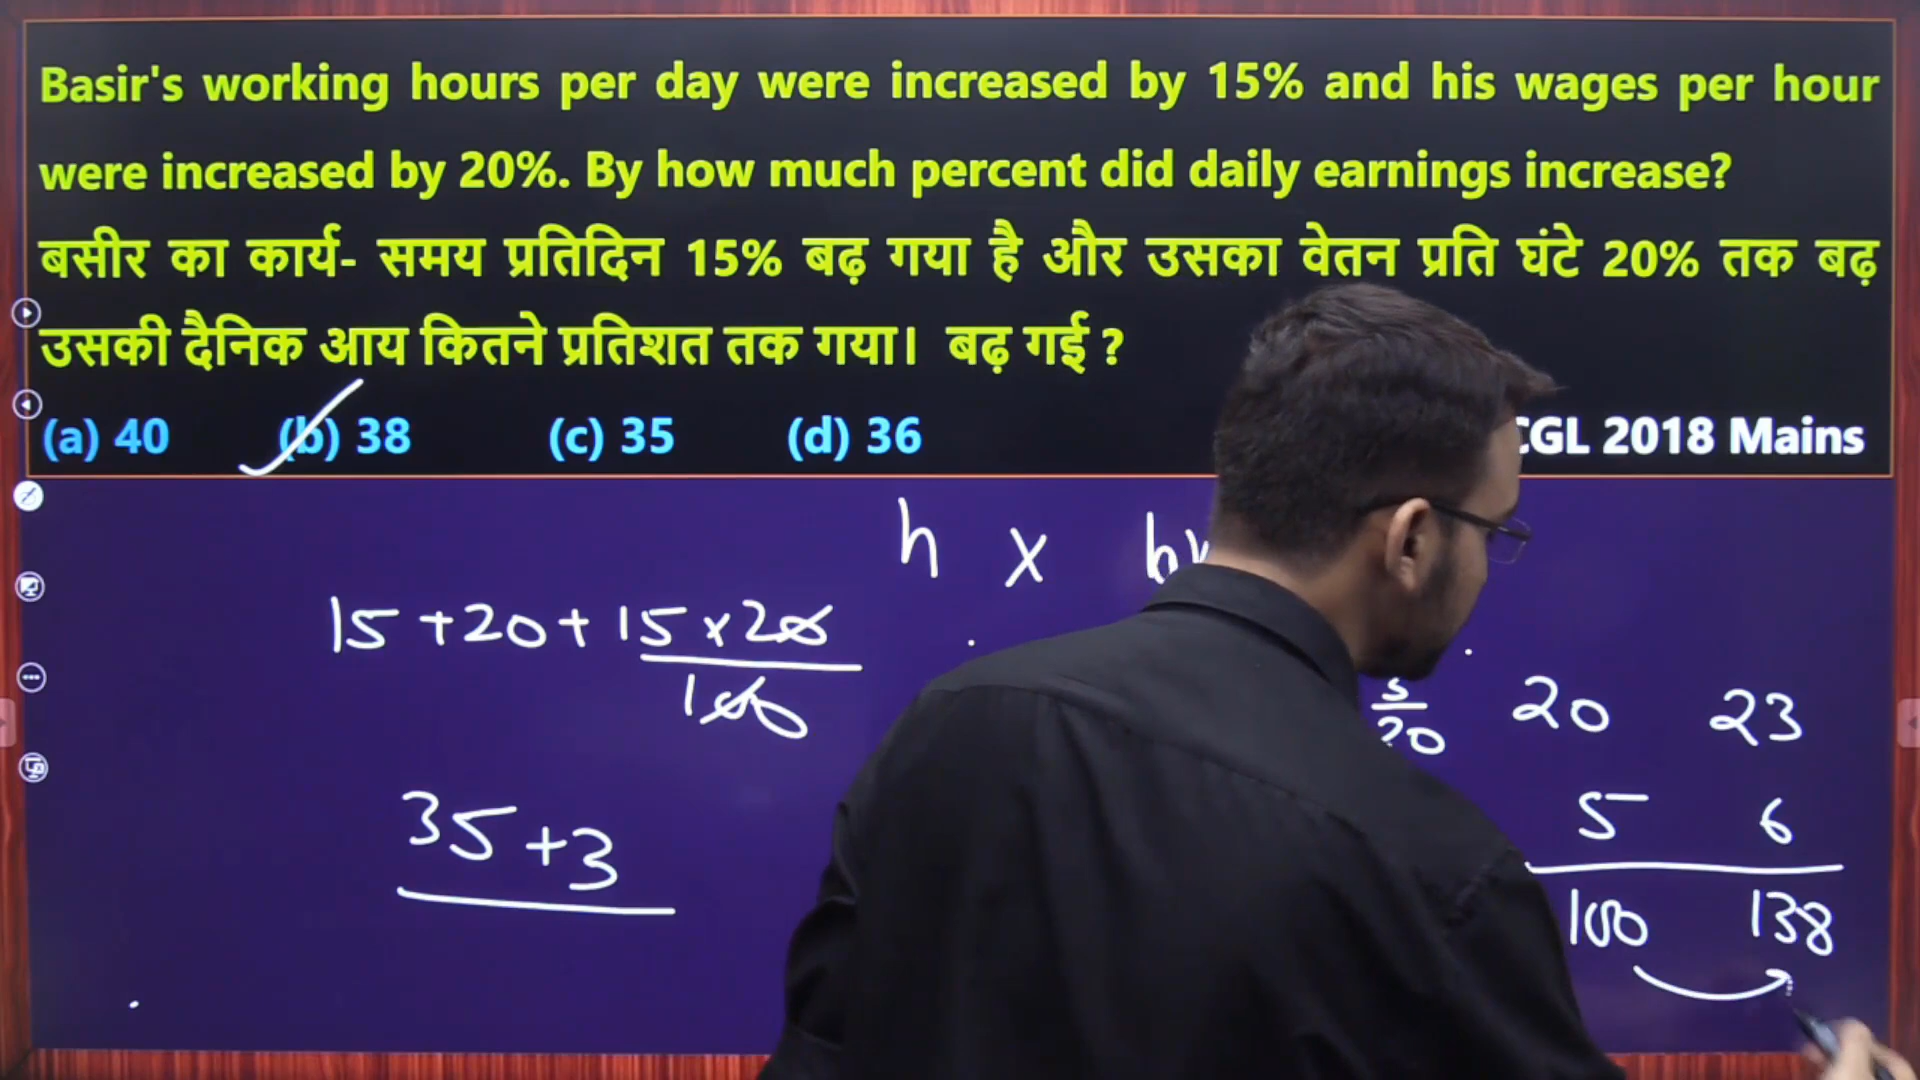 Basir's working hours per day were increased by 15% and his wages per hour
were increased by 20%. By how much percent did daily earnings increase?
बसीर का कार्य- समय प्रतिदिन 15% बढ़ गया है और उसका वेतन प्रति घंटे 20% तक बढ़
उसकी दैनिक आय कितने प्रतिशत तक गया। बढ़ गई ?
(a) 40 (b) 38 (c) 35 (d) 36 CGL 2018 Mains
h x
15 + 20 + 15 x 20
100
20 23
20
35 + 3
5 6
100 138